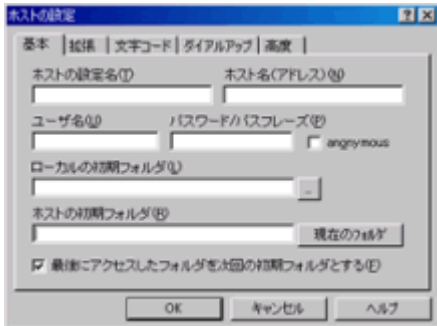 ホストの設定
基本 拡張 文字コード ダイアルアップ 高度
ホストの設定名(T) ホスト名(アドレス)(N)
ユーザ名(U) パスワード/パスフレーズ(P)
angnymous
ローカルの初期フォルダ(L)
...
ホストの初期フォルダ(R)
現在のフォルダ
最後にアクセスしたフォルダを次回の初期フォルダとする(F)
OK キャンセル ヘルプ